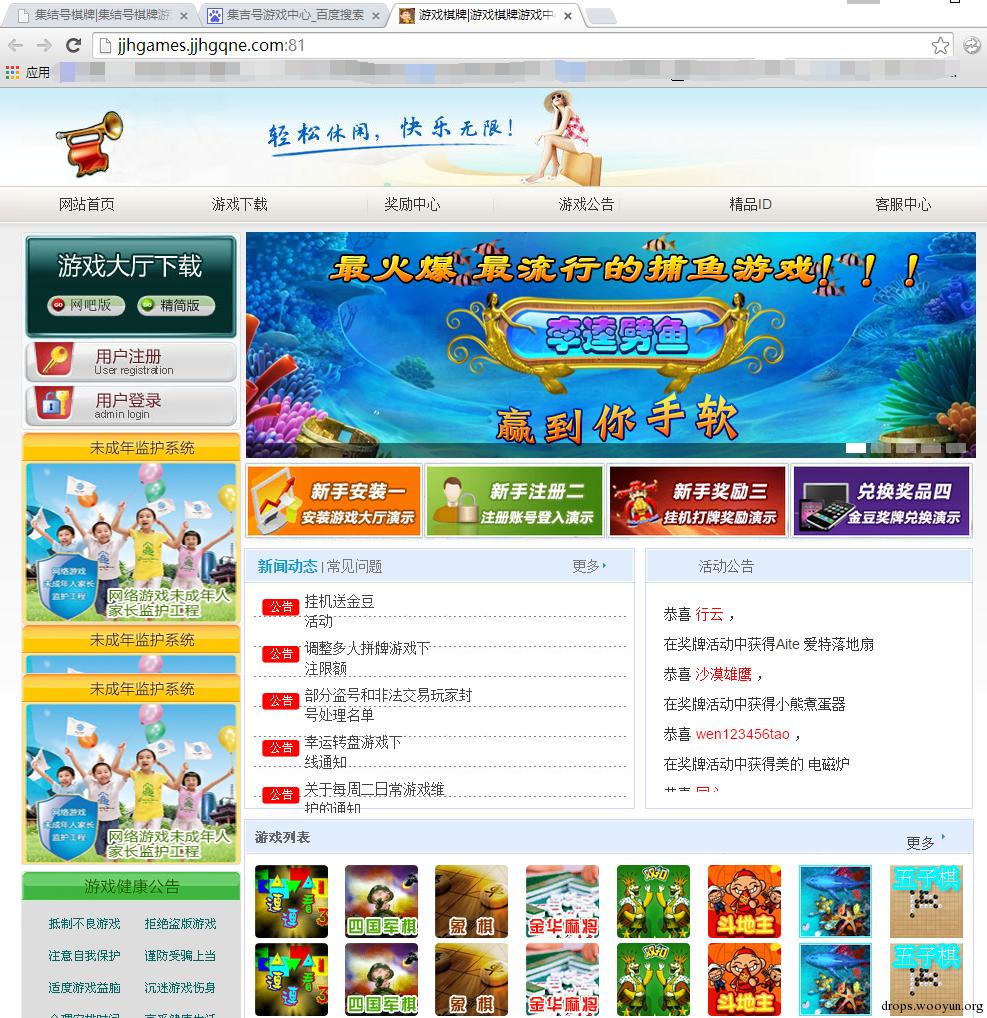 集结号棋牌|集结号棋牌游
集吉号游戏中心_百度搜索
游戏棋牌|游戏棋牌游戏中
jjhgames.jjhgqne.com:81
应用
轻松休闲，快乐无限！
网站首页 游戏下载 奖励中心 游戏公告 精品ID 客服中心
游戏大厅下载
GO 网吧版 GO 精简版
用户注册
User registration
用户登录
admin login
未成年监护系统
网络游戏
未成年人家长
监护工程
网络游戏未成年人
家长监护工程
未成年监护系统
未成年监护系统
网络游戏
未成年人家长
监护工程
网络游戏未成年人
家长监护工程
游戏健康公告
抵制不良游戏 拒绝盗版游戏
注意自我保护 谨防受骗上当
适度游戏益脑 沉迷游戏伤身
最火爆 最流行的捕鱼游戏！！！
李逵劈鱼
赢到你手软
新手安装一
安装游戏大厅演示
新手注册二
注册账号登入演示
新手奖励三
挂机打牌奖励演示
兑换奖品四
金豆奖牌兑换演示
新闻动态 | 常见问题 更多
公告 挂机送金豆
活动
公告 调整多人拼牌游戏下
注限额
公告 部分盗号和非法交易玩家封
号处理名单
公告 幸运转盘游戏下
线通知
公告 关于每周二日常游戏维
护的通知
活动公告
恭喜 行云 ，
在奖牌活动中获得Aite 爱特落地扇
恭喜 沙漠雄鹰 ，
在奖牌活动中获得小熊煮蛋器
恭喜 wen123456tao ，
在奖牌活动中获得美的 电磁炉
游戏列表 更多
逗逗看3 四国军棋 象棋 金华麻将 双扣 斗地主 五子棋
逗逗看3 四国军棋 象棋 金华麻将 双扣 斗地主 五子棋
drops.wooyun.org